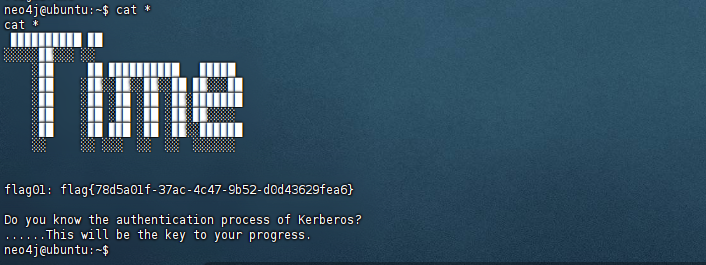 neo4j@ubuntu:~$ cat *
cat *
Time
flag01: flag{78d5a01f-37ac-4c47-9b52-d0d43629fea6}
Do you know the authentication process of Kerberos?
......This will be the key to your progress.
neo4j@ubuntu:~$